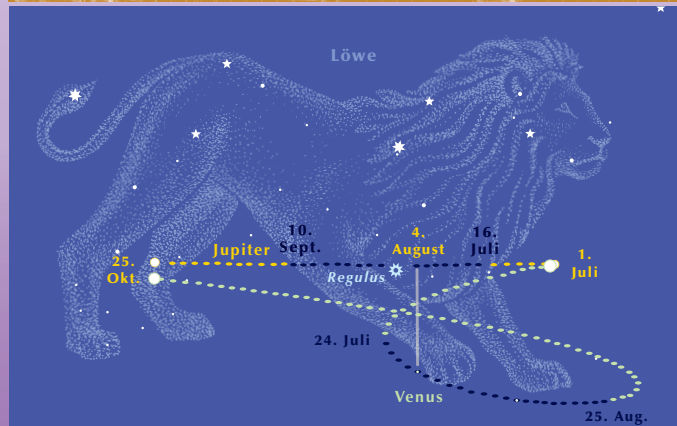 Löwe
10.
Sept.
4.
August
16.
Juli
Jupiter
25.
Okt.
Regulus
1.
Juli
24. Juli
Venus
25. Aug.